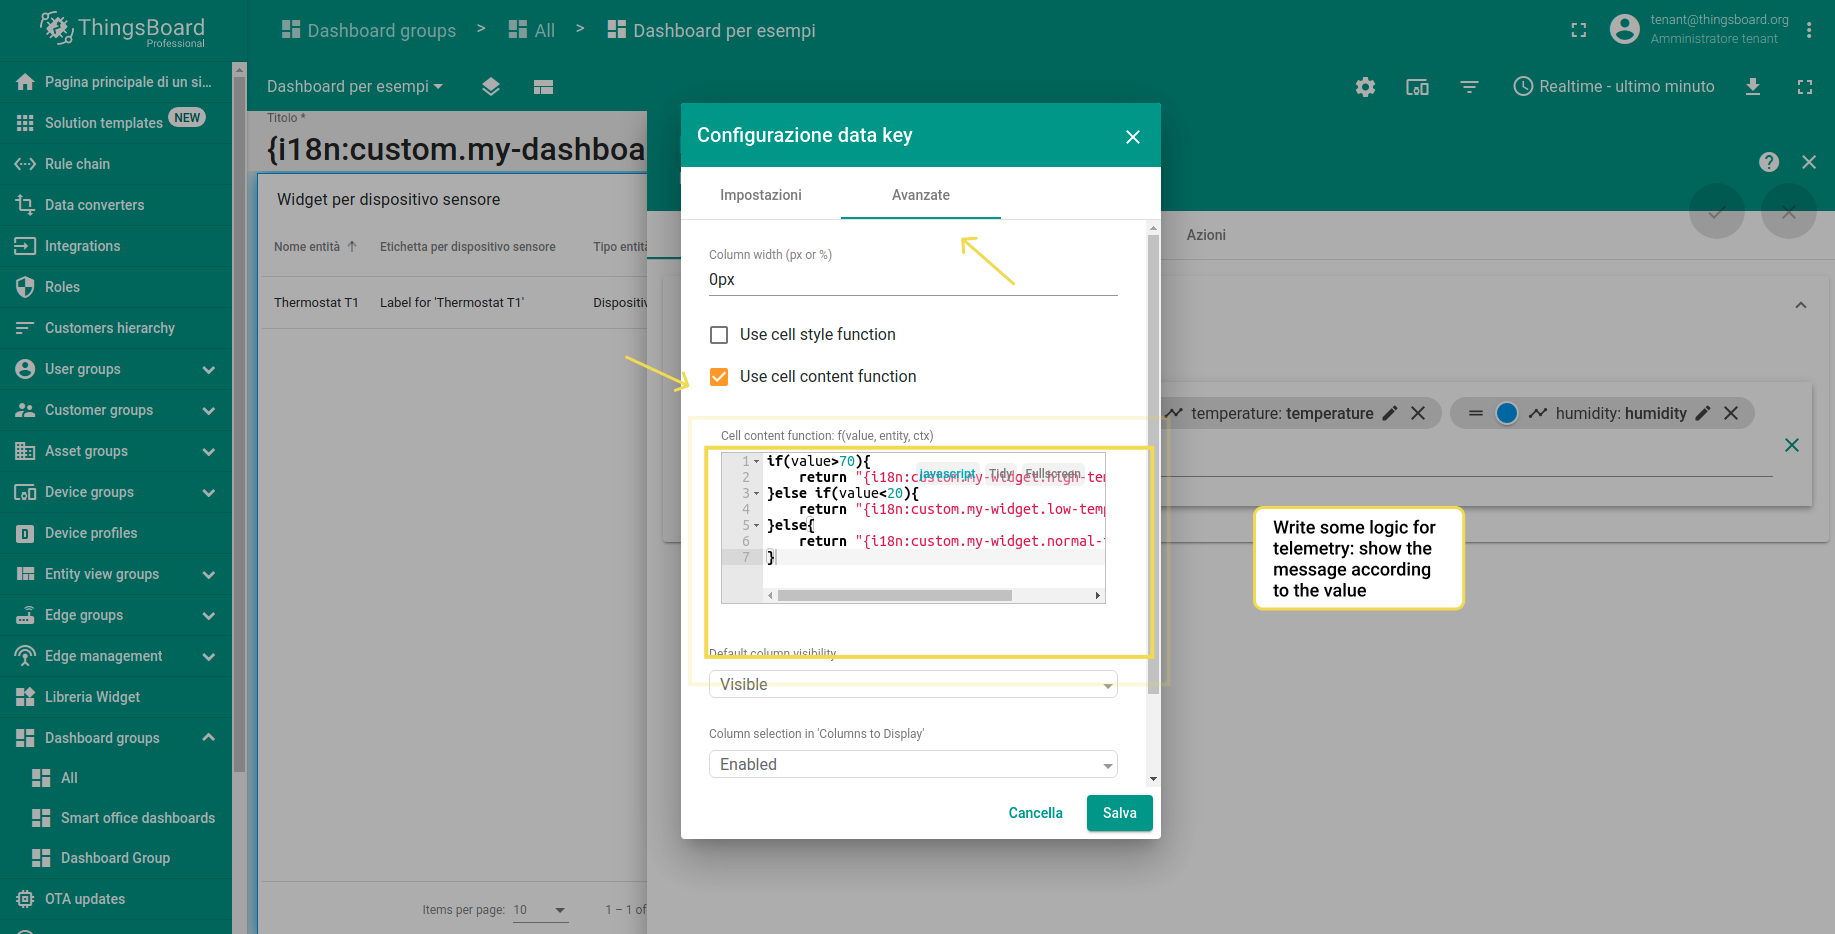 ThingsBoard
Professional
Dashboard groups > All > Dashboard per esempi
tenant@thingsboard.org
Amministratore tenant
Dashboard per esempi
Realtime - ultimo minuto
Pagina principale di un si...
Solution templates NEW
Rule chain
Data converters
Integrations
Roles
Customers hierarchy
User groups
Customer groups
Asset groups
Device groups
Device profiles
Entity view groups
Edge groups
Edge management
Libreria Widget
Dashboard groups
All
Smart office dashboards
Dashboard Group
OTA updates
Titolo *
{i18n:custom.my-dashboa
Widget per dispositivo sensore
Nome entità Etichetta per dispositivo sensore Tipo entità
Thermostat T1 Label for 'Thermostat T1' Dispositiv
Items per page: 10 1 – 1 of
Configurazione data key
Impostazioni Avanzate
Column width (px or %)
0px
Use cell style function
Use cell content function
Cell content function: f(value, entity, ctx)
javascript Tidy Fullscreen
1 if(value>70){
2 return "{i18n:custom.my-widget.high-tem
3 }else if(value<20){
4 return "{i18n:custom.my-widget.low-temp
5 }else{
6 return "{i18n:custom.my-widget.normal-
7 }
Default column visibility
Visible
Column selection in 'Columns to Display'
Enabled
Cancella Salva
Azioni
temperature: temperature
humidity: humidity
Write some logic for
telemetry: show the
message according
to the value